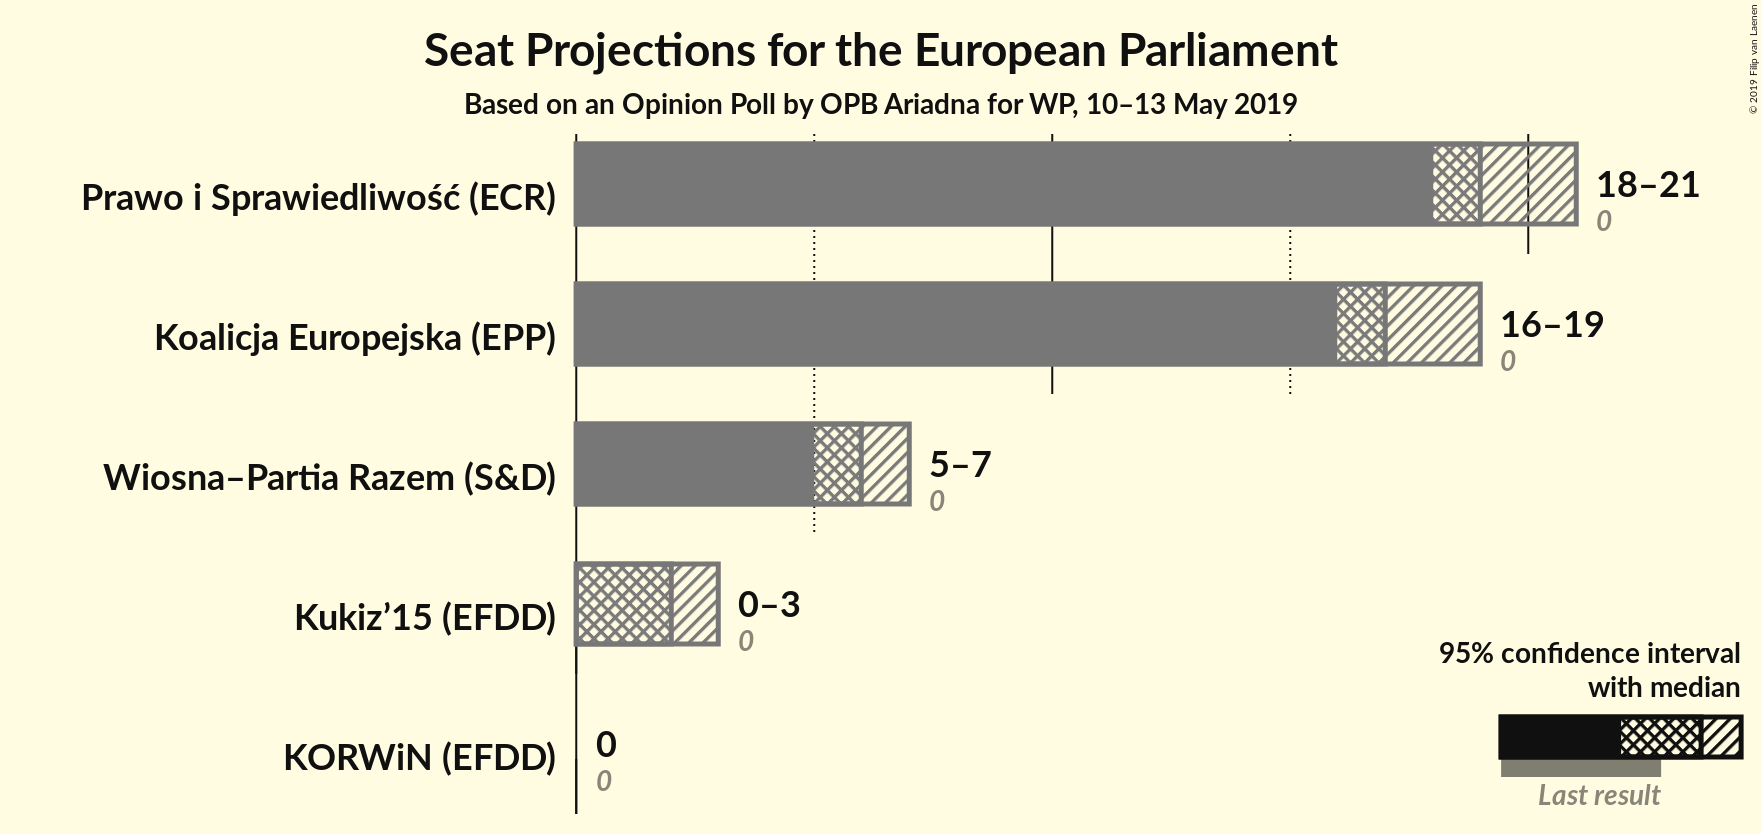 Seat Projections for the European Parliament
Based on an Opinion Poll by OPB Ariadna for WP, 10–13 May 2019
© 2019 Filip van Laenen
Prawo i Sprawiedliwość (ECR)
18–21
0
Koalicja Europejska (EPP)
16–19
0
Wiosna–Partia Razem (S&D)
5–7
0
Kukiz’15 (EFDD)
0–3
0
KORWiN (EFDD)
0
0
95% confidence interval
with median
Last result